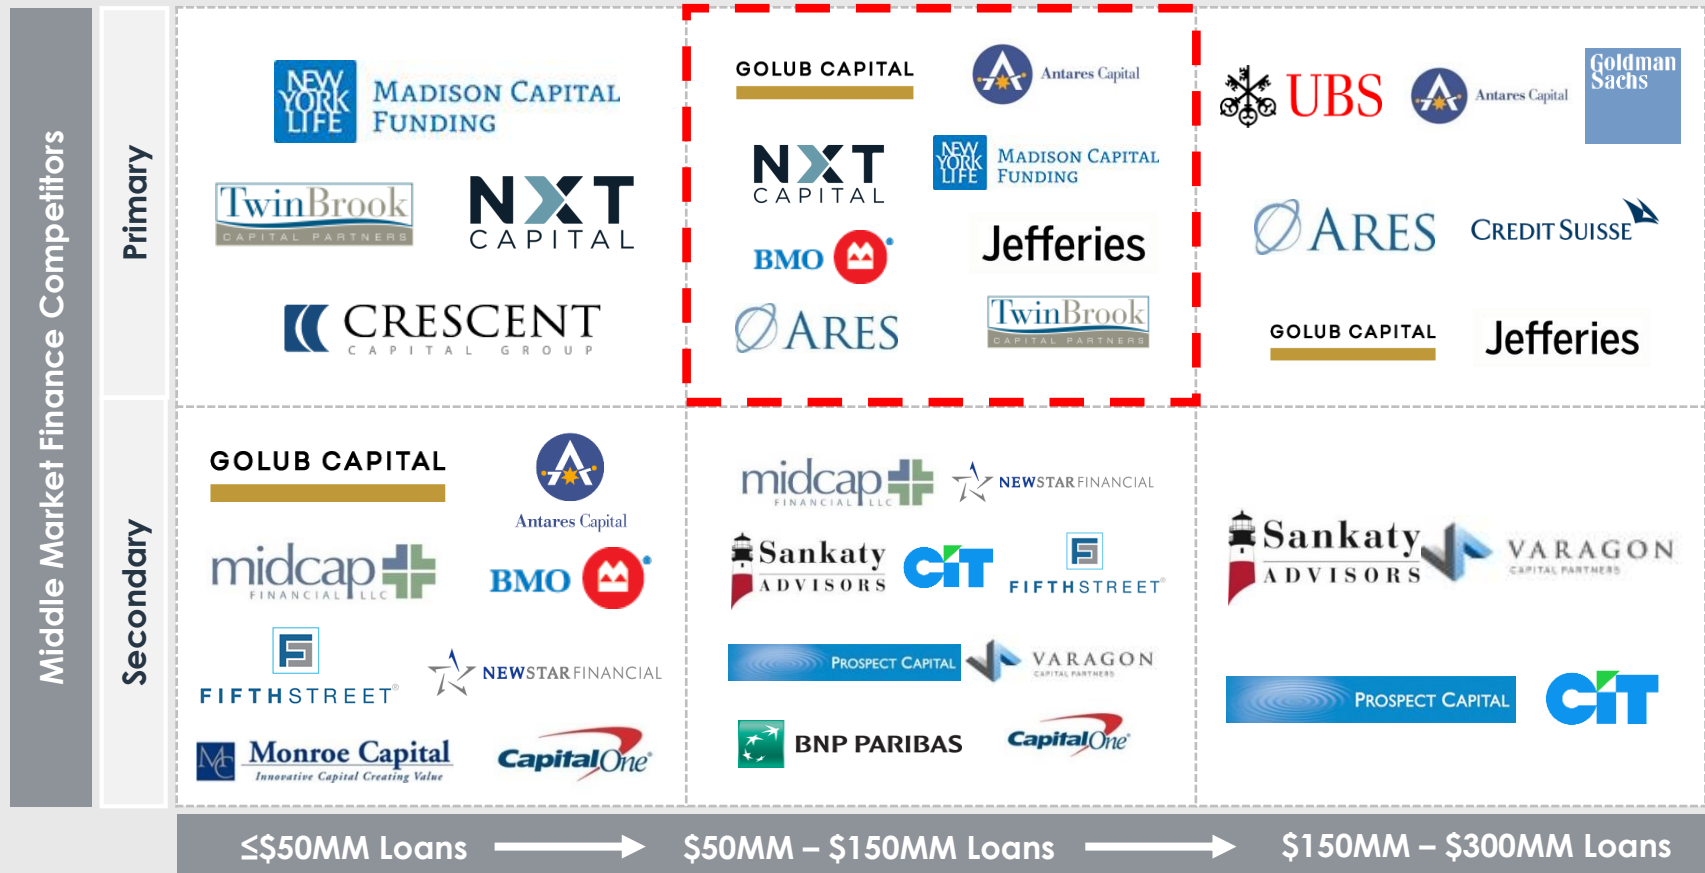 Middle Market Finance Competitors
Primary
NEW
YORK
LIFE
MADISON CAPITAL
FUNDING
TwinBrook
CAPITAL PARTNERS
NXT
CAPITAL
CRESCENT
CAPITAL GROUP
GOLUB CAPITAL
Antares Capital
NXT
CAPITAL
NEW
YORK
LIFE
MADISON CAPITAL
FUNDING
BMO
Jefferies
ARES
TwinBrook
CAPITAL PARTNERS
UBS
Antares Capital
Goldman
Sachs
ARES
CREDIT SUISSE
GOLUB CAPITAL
Jefferies
Secondary
GOLUB CAPITAL
Antares Capital
midcap
FINANCIAL LLC
BMO
FIFTHSTREET®
NEWSTAR FINANCIAL
MC
Monroe Capital
Innovative Capital Creating Value
CapitalOne®
midcap
FINANCIAL LLC
NEWSTAR FINANCIAL
Sankaty
ADVISORS
CIT
FIFTHSTREET®
PROSPECT CAPITAL
VARAGON
CAPITAL PARTNERS
BNP PARIBAS
CapitalOne®
Sankaty
ADVISORS
VARAGON
CAPITAL PARTNERS
PROSPECT CAPITAL
CIT
≤$50MM Loans
$50MM – $150MM Loans
$150MM – $300MM Loans